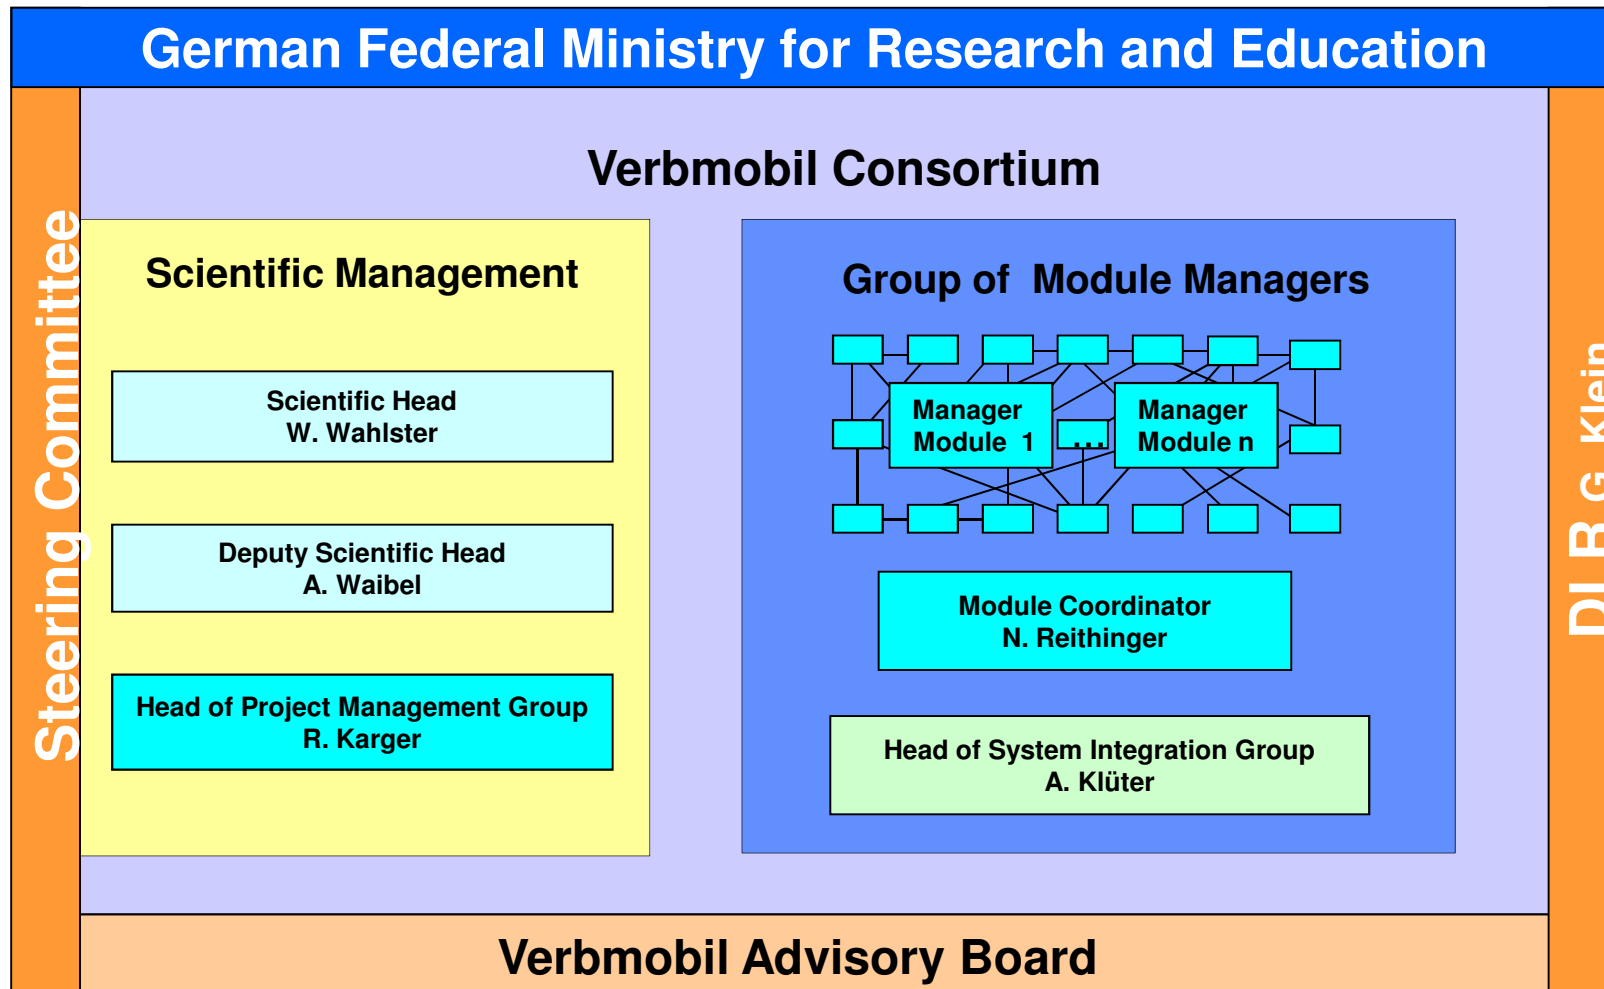 German Federal Ministry for Research and Education
Verbmobil Consortium
Steering Committee
Scientific Management
Scientific Head
W. Wahlster
Deputy Scientific Head
A. Waibel
Head of Project Management Group
R. Karger
Group of Module Managers
Manager
Module 1
...
Manager
Module n
Module Coordinator
N. Reithinger
Head of System Integration Group
A. Klüter
DLR G. Klein
Verbmobil Advisory Board